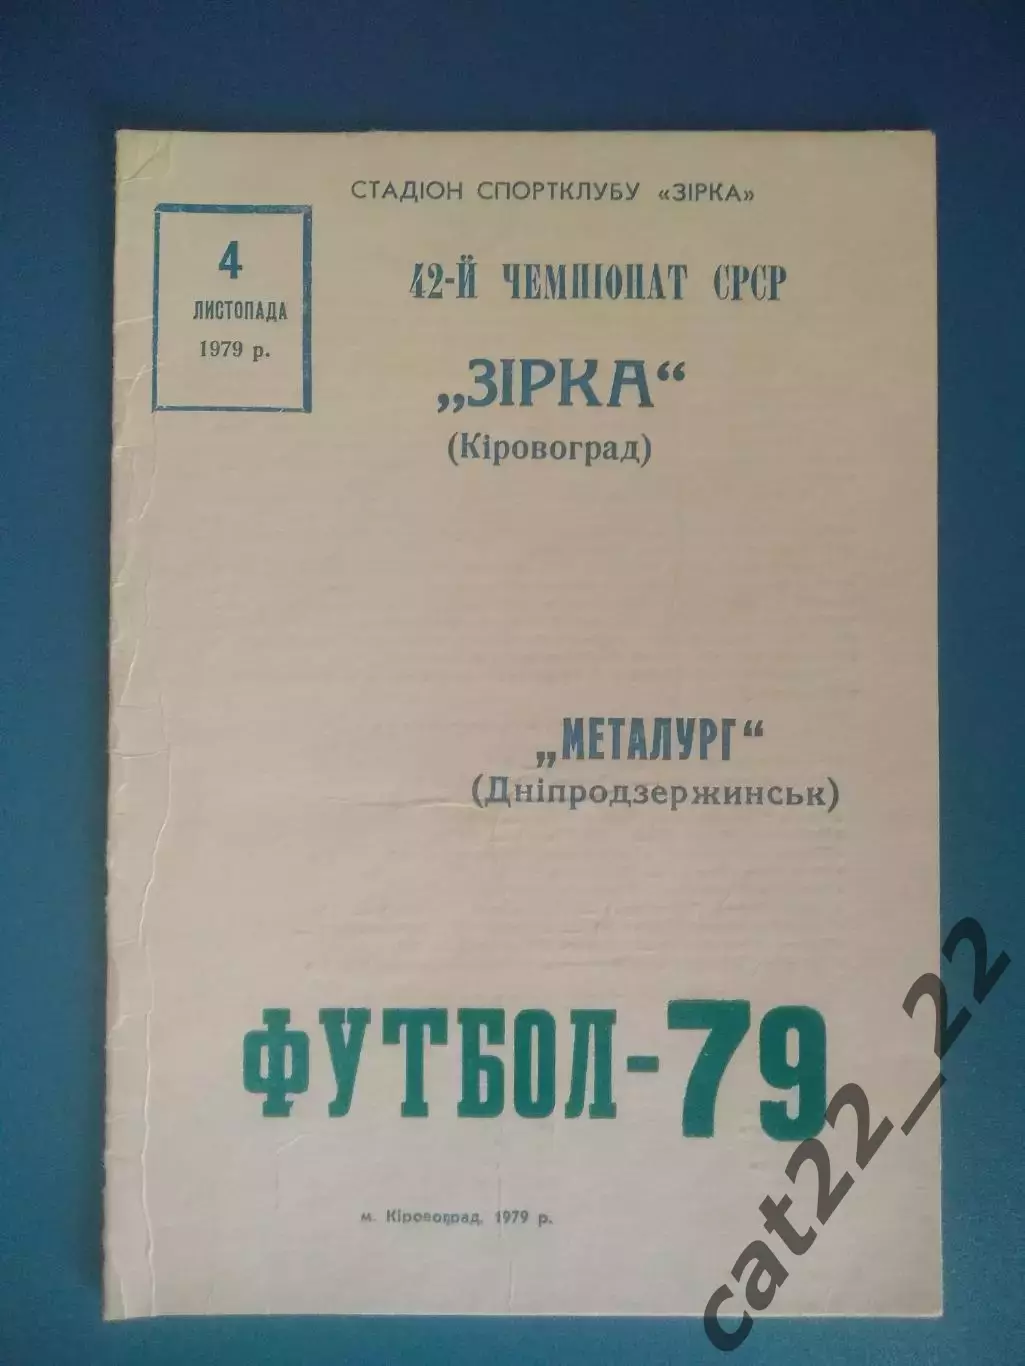 СТАДІОН СПОРТКЛУБУ «ЗІРКА»
4
ЛИСТОПАДА
1979 р.
42-Й ЧЕМПІОНАТ СРСР
„ЗІРКА“
(Кіровоград)
„МЕТАЛУРГ“
(Дніпродзержинськ)
ФУТБОЛ-79
м. Кіровоград, 1979 р.
cat22_22